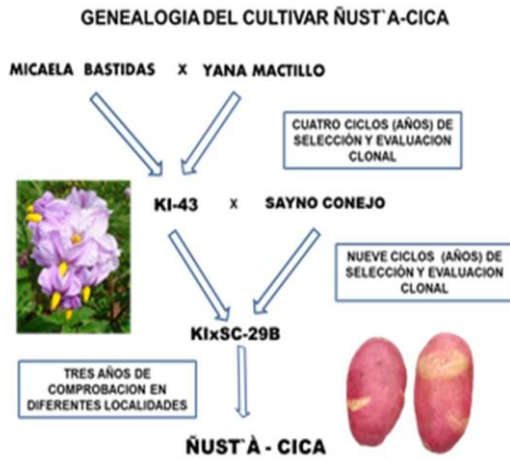 GENEALOGIA DEL CULTIVAR ÑUST`A-CICA
MICAELA BASTIDAS X YANA MACTILLO
CUATRO CICLOS (AÑOS) DE
SELECCIÓN Y EVALUACION
CLONAL
KI-43 X SAYNO CONEJO
NUEVE CICLOS (AÑOS) DE
SELECCIÓN Y EVALUACION
CLONAL
KIxSC-29B
TRES AÑOS DE
COMPROBACION EN
DIFERENTES LOCALIDADES
ÑUST`À - CICA